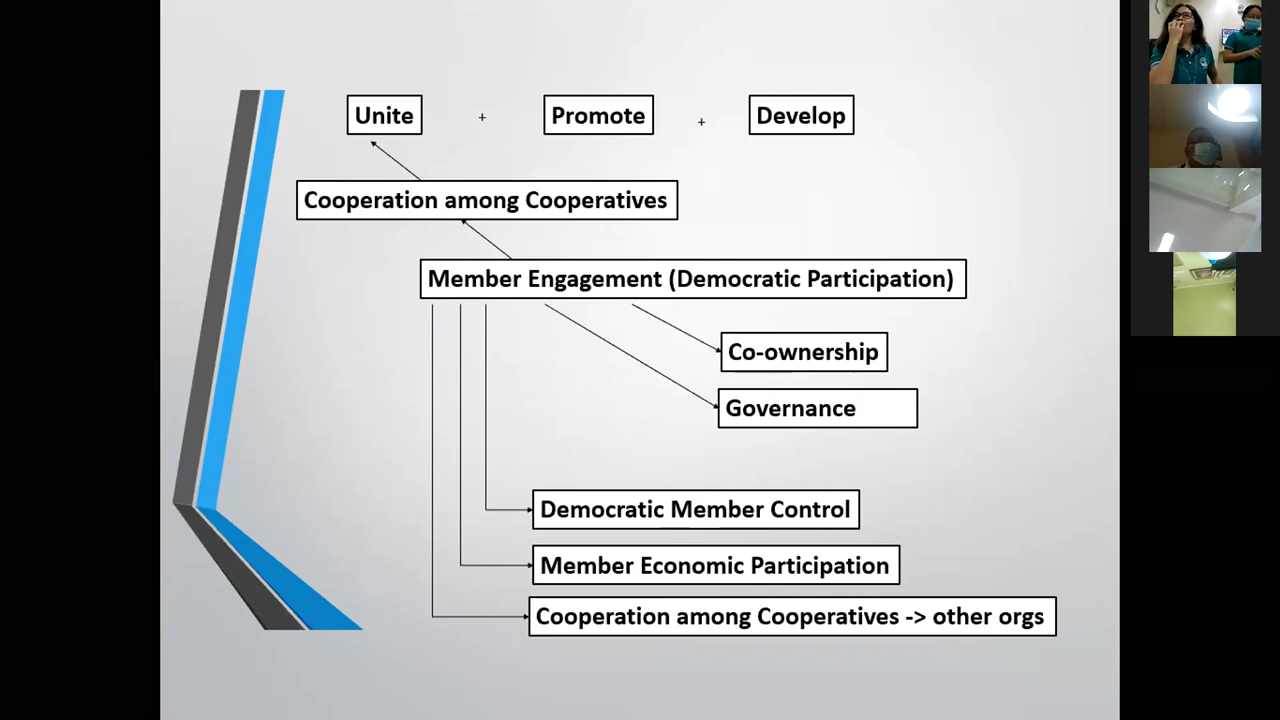 Unite + Promote + Develop
Cooperation among Cooperatives
Member Engagement (Democratic Participation)
Co-ownership
Governance
Democratic Member Control
Member Economic Participation
Cooperation among Cooperatives -> other orgs